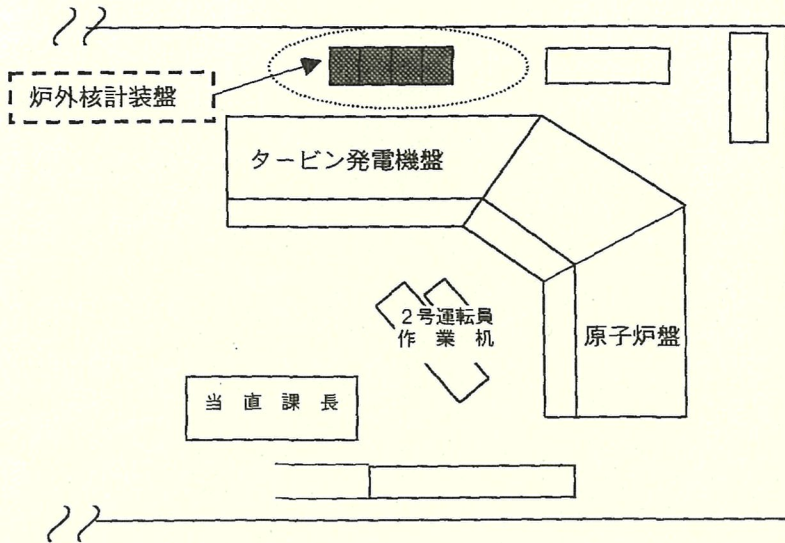 炉外核計装盤
タービン発電機盤
2号運転員
作業机
原子炉盤
当直課長